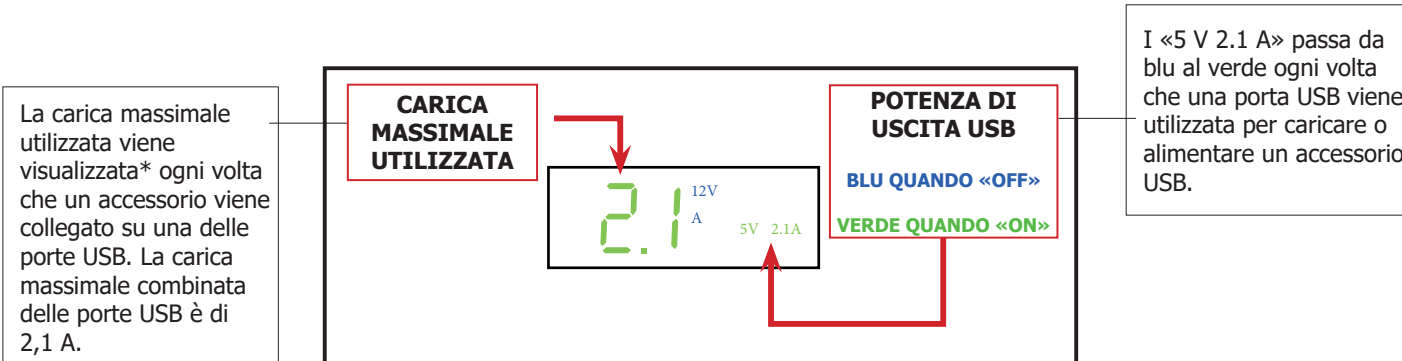 La carica massimale
utilizzata viene
visualizzata* ogni volta
che un accessorio viene
collegato su una delle
porte USB. La carica
massimale combinata
delle porte USB è di
2,1 A.
CARICA
MASSIMALE
UTILIZZATA
2.1
12V
A
5V 2.1A
POTENZA DI
USCITA USB
BLU QUANDO «OFF»
VERDE QUANDO «ON»
I «5 V 2.1 A» passa da
blu al verde ogni volta
che una porta USB viene
utilizzata per caricare o
alimentare un accessorio
USB.